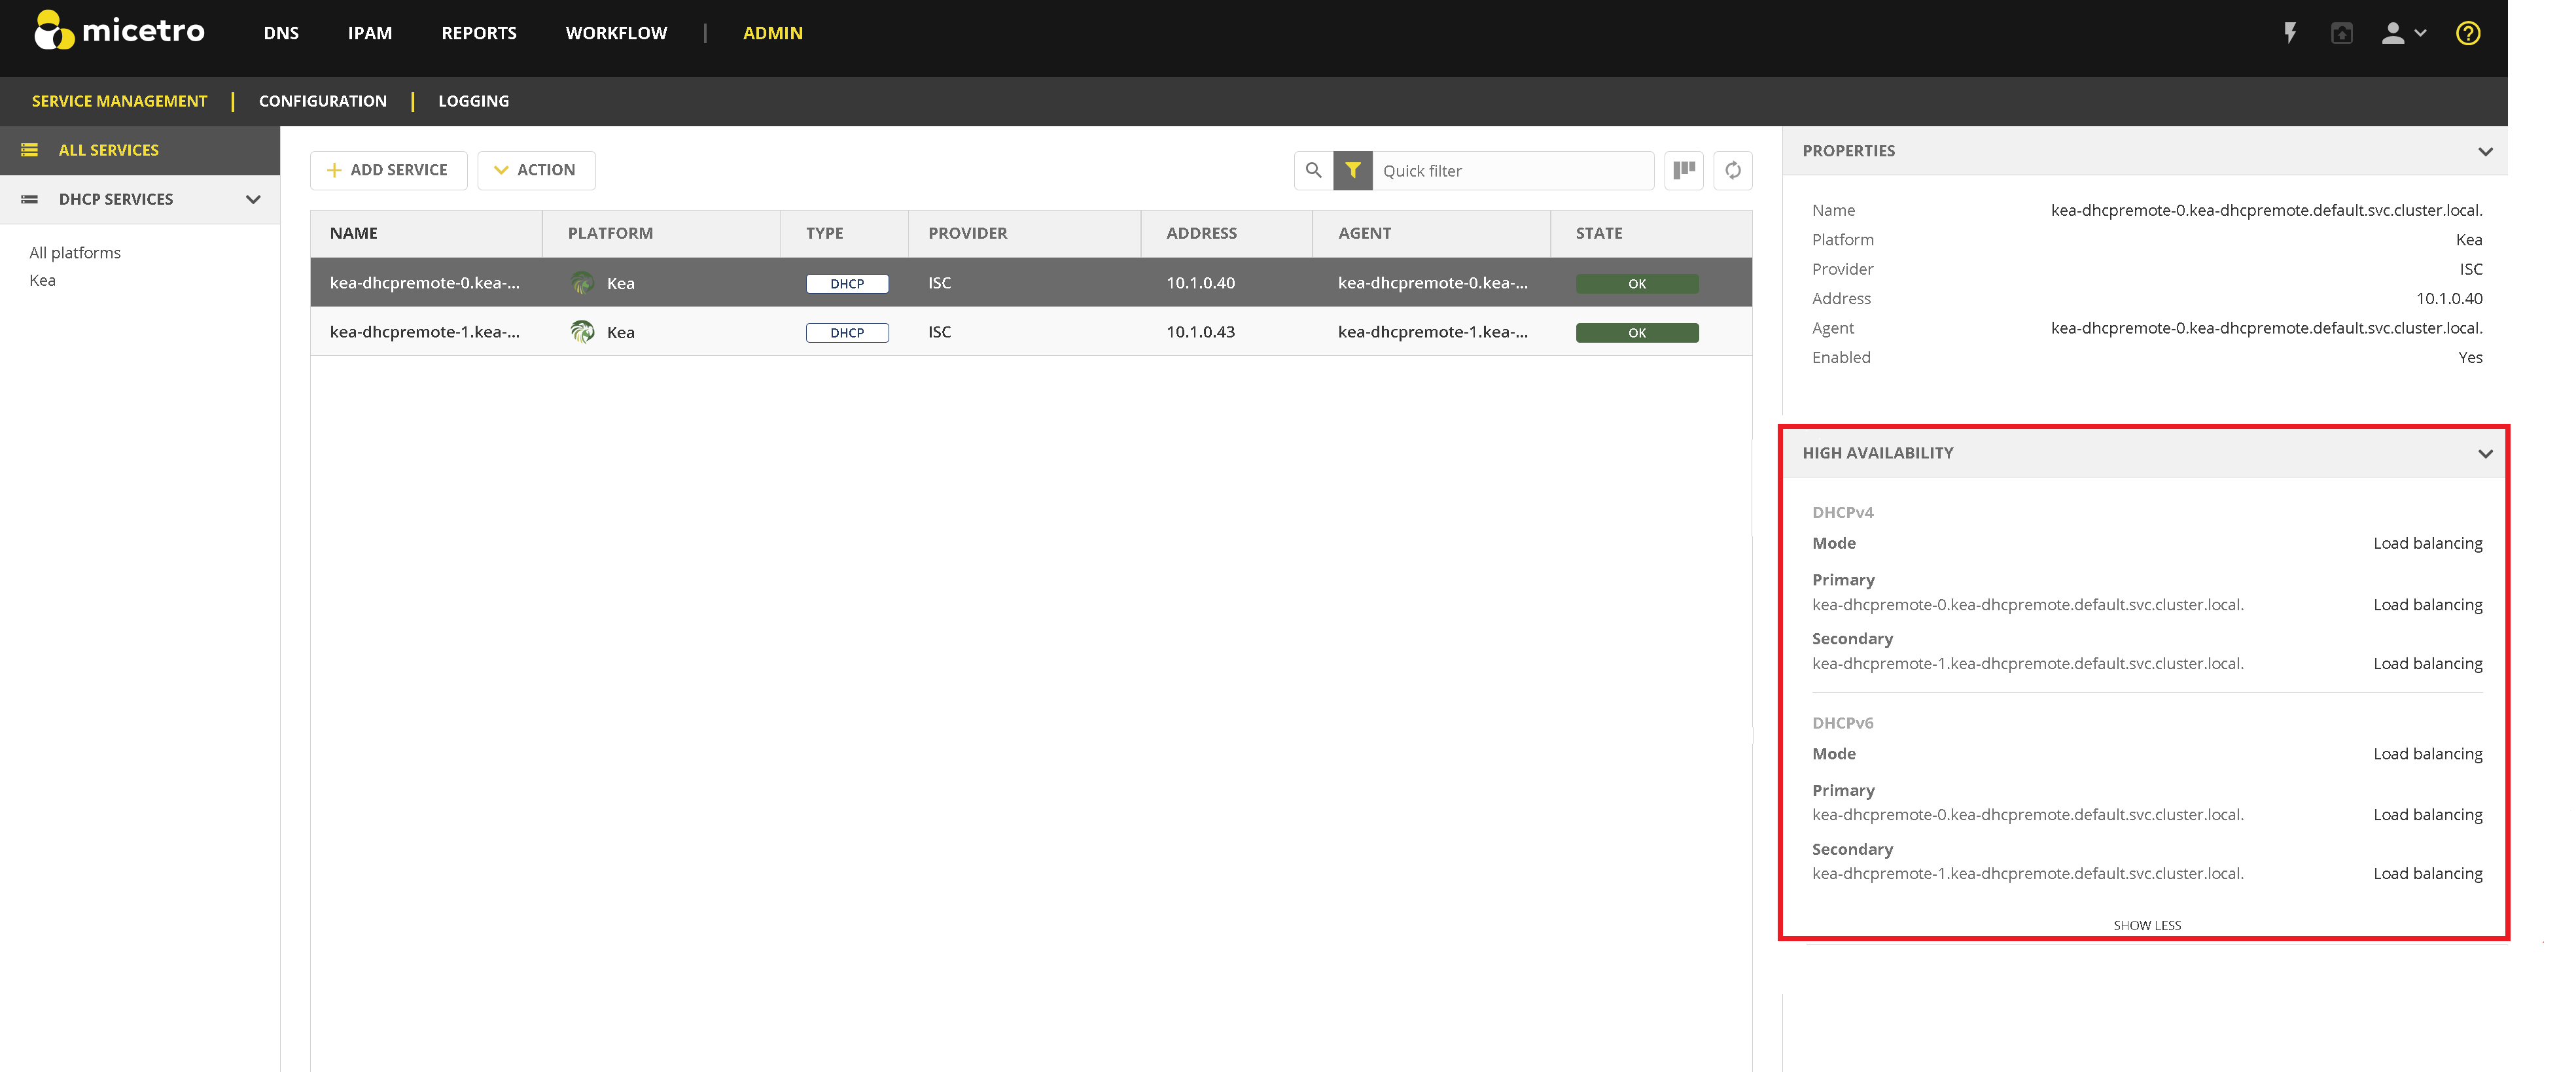 micetro DNS IPAM REPORTS WORKFLOW | ADMIN
SERVICE MANAGEMENT | CONFIGURATION | LOGGING
ALL SERVICES
DHCP SERVICES
All platforms
Kea
ADD SERVICE ACTION Quick filter
NAME PLATFORM TYPE PROVIDER ADDRESS AGENT STATE
kea-dhcpremote-0.kea-... Kea DHCP ISC 10.1.0.40 kea-dhcpremote-0.kea-... OK
kea-dhcpremote-1.kea-... Kea DHCP ISC 10.1.0.43 kea-dhcpremote-1.kea-... OK
PROPERTIES
Name kea-dhcpremote-0.kea-dhcpremote.default.svc.cluster.local.
Platform Kea
Provider ISC
Address 10.1.0.40
Agent kea-dhcpremote-0.kea-dhcpremote.default.svc.cluster.local.
Enabled Yes
HIGH AVAILABILITY
DHCPv4
Mode Load balancing
Primary
kea-dhcpremote-0.kea-dhcpremote.default.svc.cluster.local. Load balancing
Secondary
kea-dhcpremote-1.kea-dhcpremote.default.svc.cluster.local. Load balancing
DHCPv6
Mode Load balancing
Primary
kea-dhcpremote-0.kea-dhcpremote.default.svc.cluster.local. Load balancing
Secondary
kea-dhcpremote-1.kea-dhcpremote.default.svc.cluster.local. Load balancing
SHOW LESS